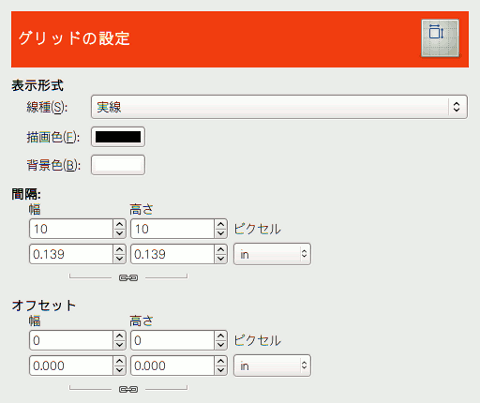 グリッドの設定
表示形式
線種(S): 実線
描画色(F):
背景色(B):
間隔:
幅 高さ
10 10 ピクセル
0.139 0.139 in
オフセット
幅 高さ
0 0 ピクセル
0.000 0.000 in